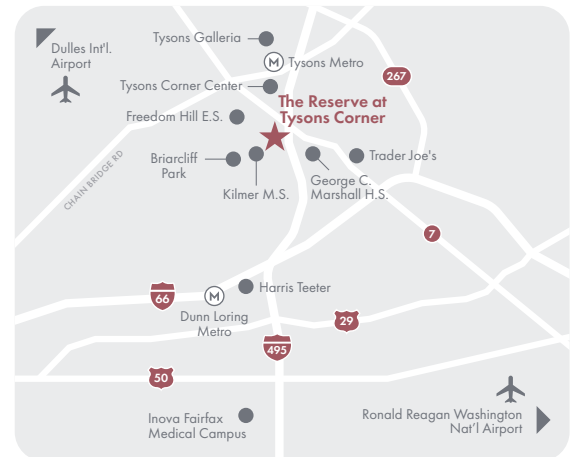 Dulles Int'l.
Airport
Tysons Galleria
M
Tysons Metro
267
Tysons Corner Center
The Reserve at
Tysons Corner
Freedom Hill E.S.
Briarcliff
Park
Kilmer M.S.
George C.
Marshall H.S.
Trader Joe's
CHAIN BRIDGE RD
7
Harris Teeter
66
M
Dunn Loring
Metro
29
495
50
Inova Fairfax
Medical Campus
Ronald Reagan Washington
Nat’l Airport